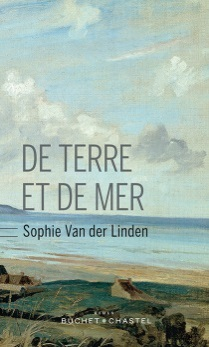 DE TERRE
ET DE MER
Sophie Van der Linden
BUCHET • CHASTEL